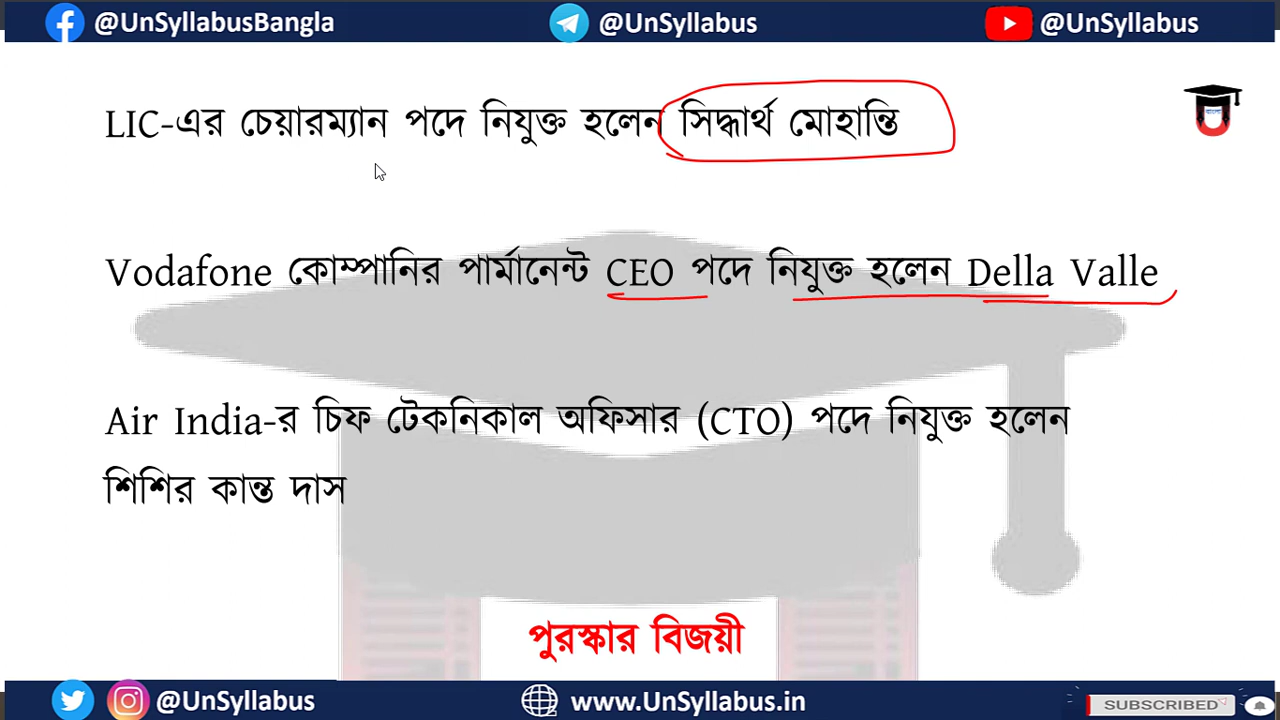 @UnSyllabusBangla @UnSyllabus @UnSyllabus
LIC-এর চেয়ারম্যান পদে নিযুক্ত হলেন সিদ্ধার্থ মোহান্তি
Vodafone কোম্পানির পার্মানেন্ট CEO পদে নিযুক্ত হলেন Della Valle
Air India-র চিফ টেকনিকাল অফিসার (CTO) পদে নিযুক্ত হলেন
শিশির কান্ত দাস
পুরস্কার বিজয়ী
@UnSyllabus www.UnSyllabus.in SUBSCRIBED